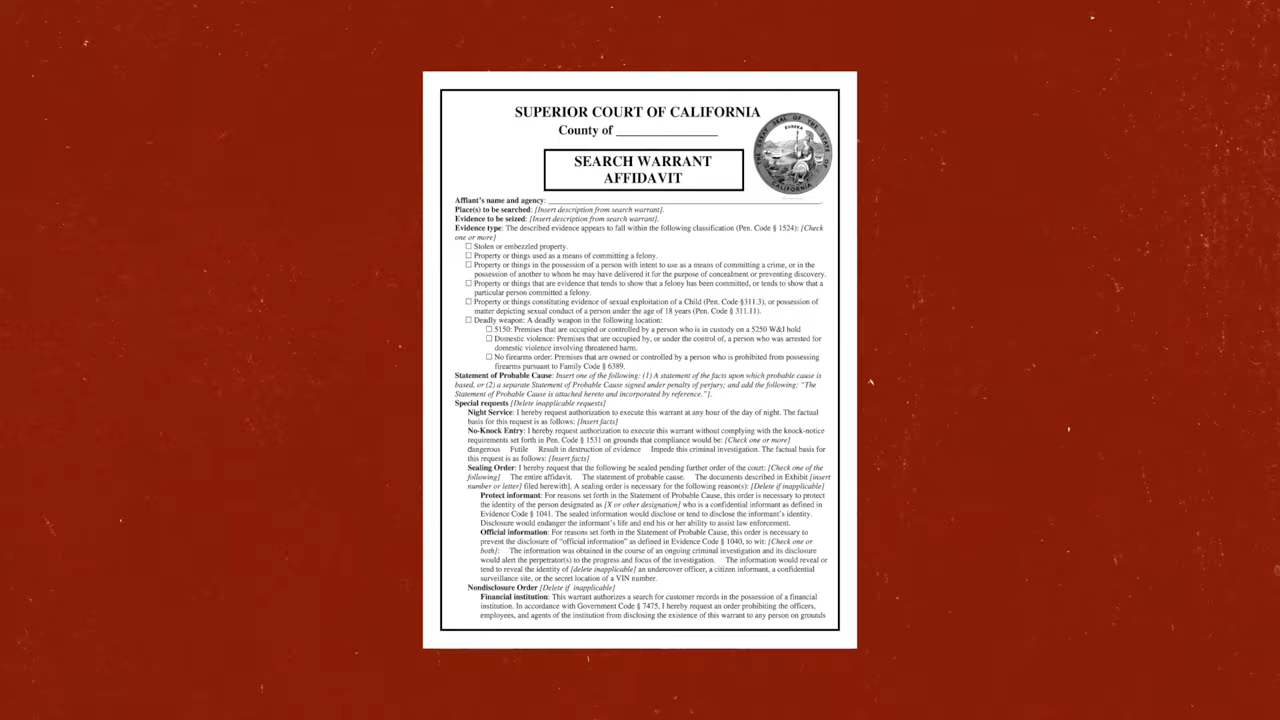 SUPERIOR COURT OF CALIFORNIA
County of _______________
THE GREAT SEAL OF THE STATE OF CALIFORNIA
EUREKA
SEARCH WARRANT
AFFIDAVIT
Affiant's name and agency: _______________.
Place(s) to be searched: [Insert description from search warrant].
Evidence to be seized: [Insert description from search warrant].
Evidence type: The described evidence appears to fall within the following classification (Pen. Code § 1524): [Check
one or more]
☐ Stolen or embezzled property.
☐ Property or things used as a means of committing a felony.
☐ Property or things in the possession of a person with intent to use as a means of committing a crime, or in the
possession of another to whom he may have delivered it for the purpose of concealment or preventing discovery.
☐ Property or things that are evidence that tends to show that a felony has been committed, or tends to show that a
particular person committed a felony.
☐ Property or things constituting evidence of sexual exploitation of a Child (Pen. Code §311.3), or possession of
matter depicting sexual conduct of a person under the age of 18 years (Pen. Code § 311.11).
☐ Deadly weapon: A deadly weapon in the following location:
☐ 5150: Premises that are occupied or controlled by a person who is in custody on a 5250 W&I hold
☐ Domestic violence: Premises that are occupied by, or under the control of, a person who was arrested for
domestic violence involving threatened harm.
☐ No firearms order: Premises that are owned or controlled by a person who is prohibited from possessing
firearms pursuant to Family Code § 6389.
Statement of Probable Cause: Insert one of the following: (1) A statement of the facts upon which probable cause is
based, or (2) a separate Statement of Probable Cause signed under penalty of perjury; and add the following: "The
Statement of Probable Cause is attached hereto and incorporated by reference."].
Special requests [Delete inapplicable requests]
Night Service: I hereby request authorization to execute this warrant at any hour of the day of night. The factual
basis for this request is as follows: [Insert facts]
No-Knock Entry: I hereby request authorization to execute this warrant without complying with the knock-notice
requirements set forth in Pen. Code § 1531 on grounds that compliance would be: [Check one or more]
dangerous Futile Result in destruction of evidence Impede this criminal investigation. The factual basis for
this request is as follows: [Insert facts]
Sealing Order: I hereby request that the following be sealed pending further order of the court: [Check one of the
following] The entire affidavit. The statement of probable cause. The documents described in Exhibit [insert
number or letter] filed herewith]. A sealing order is necessary for the following reason(s): [Delete if inapplicable]
Protect informant: For reasons set forth in the Statement of Probable Cause, this order is necessary to protect
the identity of the person designated as [X or other designation] who is a confidential informant as defined in
Evidence Code § 1041. The sealed information would disclose or tend to disclose the informant's identity.
Disclosure would endanger the informant's life and end his or her ability to assist law enforcement.
Official information: For reasons set forth in the Statement of Probable Cause, this order is necessary to
prevent the disclosure of "official information" as defined in Evidence Code § 1040, to wit: [Check one or
both]: The information was obtained in the course of an ongoing criminal investigation and its disclosure
would alert the perpetrator(s) to the progress and focus of the investigation. The information would reveal or
tend to reveal the identity of [delete inapplicable] an undercover officer, a citizen informant, a confidential
surveillance site, or the secret location of a VIN number.
Nondisclosure Order [Delete if inapplicable]
Financial institution: This warrant authorizes a search for customer records in the possession of a financial
institution. In accordance with Government Code § 7475, I hereby request an order prohibiting the officers,
employees, and agents of the institution from disclosing the existence of this warrant to any person on grounds